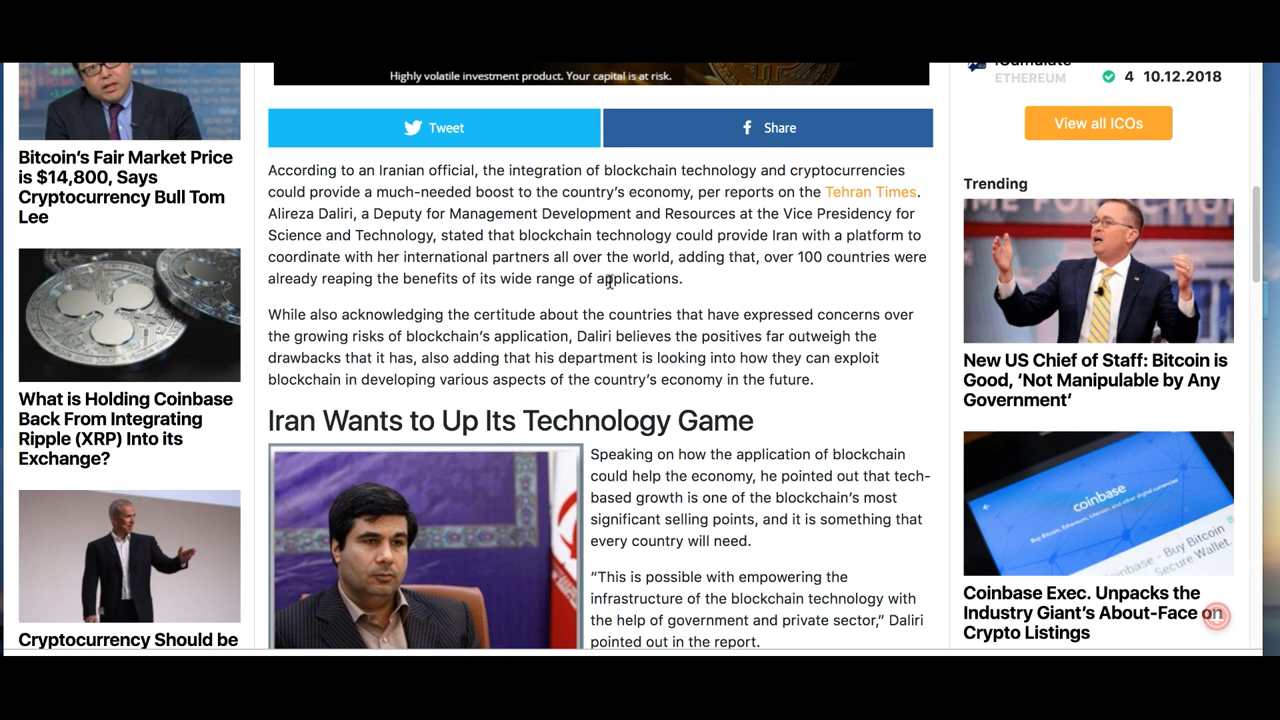 Highly volatile investment product. Your capital is at risk.
Tweet
Share
According to an Iranian official, the integration of blockchain technology and cryptocurrencies
could provide a much-needed boost to the country's economy, per reports on the Tehran Times.
Alireza Daliri, a Deputy for Management Development and Resources at the Vice Presidency for
Science and Technology, stated that blockchain technology could provide Iran with a platform to
coordinate with her international partners all over the world, adding that, over 100 countries were
already reaping the benefits of its wide range of applications.
While also acknowledging the certitude about the countries that have expressed concerns over
the growing risks of blockchain's application, Daliri believes the positives far outweigh the
drawbacks that it has, also adding that his department is looking into how they can exploit
blockchain in developing various aspects of the country's economy in the future.
Iran Wants to Up Its Technology Game
Speaking on how the application of blockchain
could help the economy, he pointed out that tech-
based growth is one of the blockchain's most
significant selling points, and it is something that
every country will need.
“This is possible with empowering the
infrastructure of the blockchain technology with
the help of government and private sector,” Daliri
pointed out in the report.
Bitcoin's Fair Market Price
is $14,800, Says
Cryptocurrency Bull Tom
Lee
What is Holding Coinbase
Back From Integrating
Ripple (XRP) Into its
Exchange?
Cryptocurrency Should be
ETHEREUM
4 10.12.2018
View all ICOs
Trending
New US Chief of Staff: Bitcoin is
Good, ‘Not Manipulable by Any
Government’
coinbase
Buy Bitcoin, Ethereum, Litecoin, and other digital currencies
Coinbase Exec. Unpacks the
Industry Giant's About-Face on
Crypto Listings